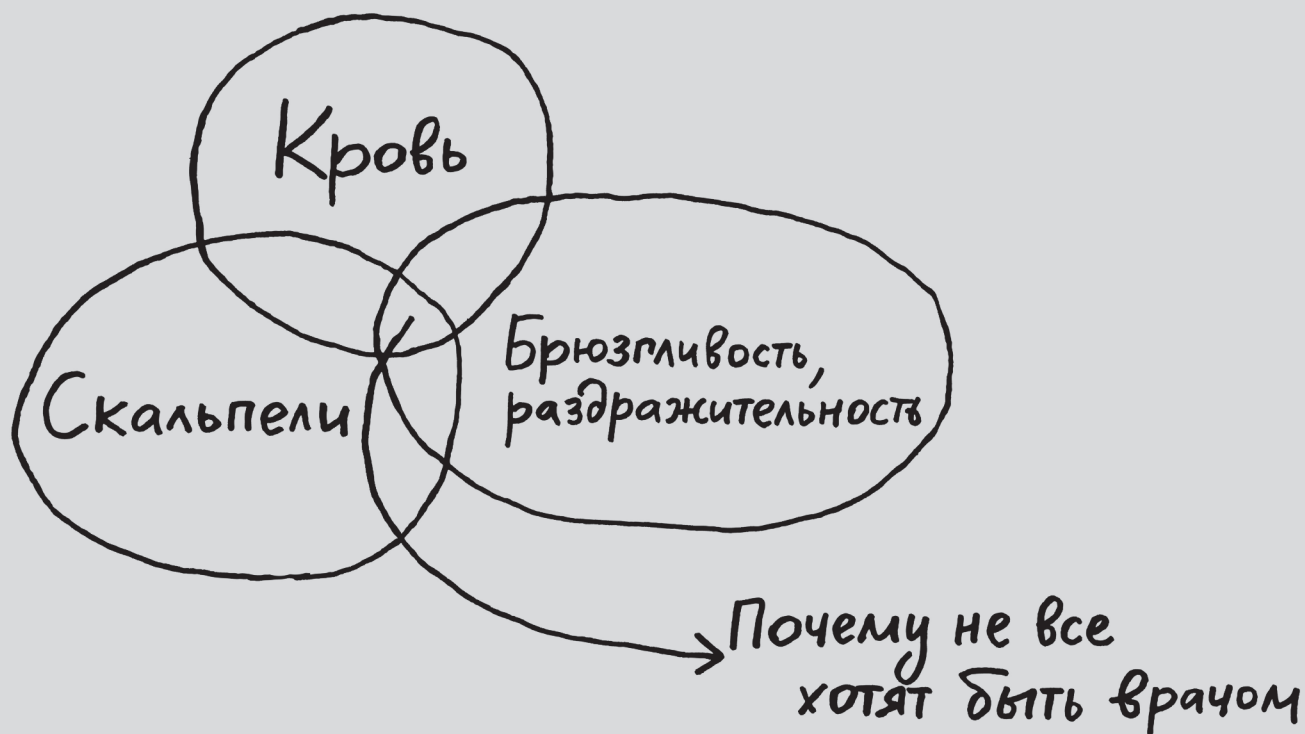 Кровь
Скальпели
Брюзгливость,
раздражительность
Почему не все
хотят быть врачом